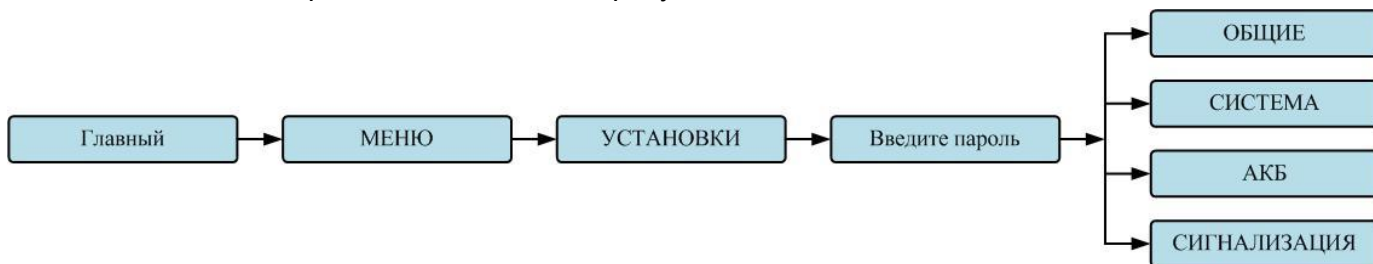 ОБЩИЕ
СИСТЕМА
Главный
МЕНЮ
УСТАНОВКИ
Введите пароль
АКБ
СИГНАЛИЗАЦИЯ